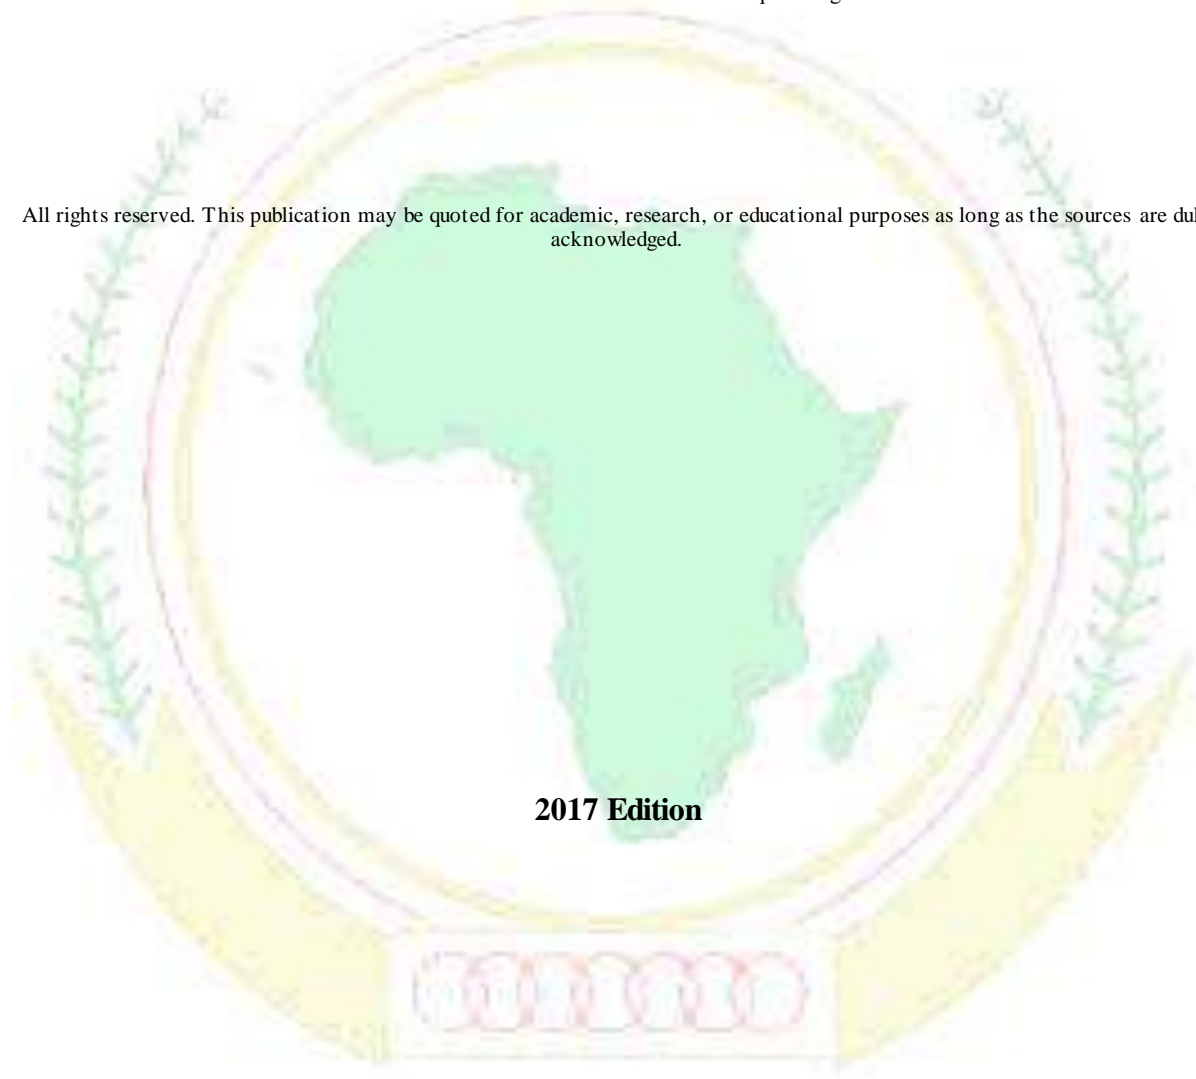 All rights reserved. This publication may be quoted for academic, research, or educational purposes as long as the sources are
acknowledged.
2017 Edition